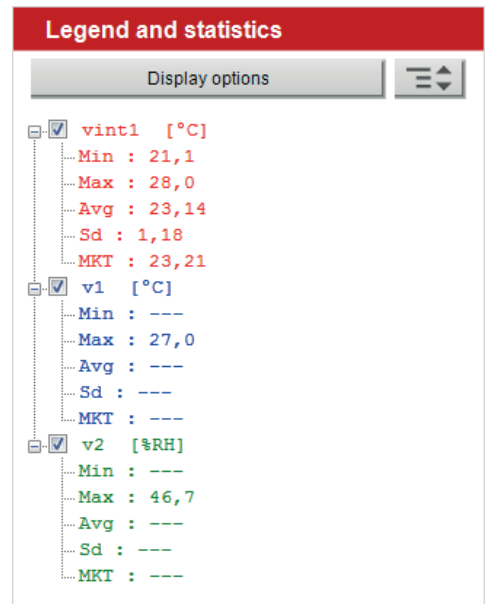 Legend and statistics
Display options
vint1 [°C]
Min : 21,1
Max : 28,0
Avg : 23,14
Sd : 1,18
MKT : 23,21
v1 [°C]
Min : ---
Max : 27,0
Avg : ---
Sd : ---
MKT : ---
v2 [%RH]
Min : ---
Max : 46,7
Avg : ---
Sd : ---
MKT : ---